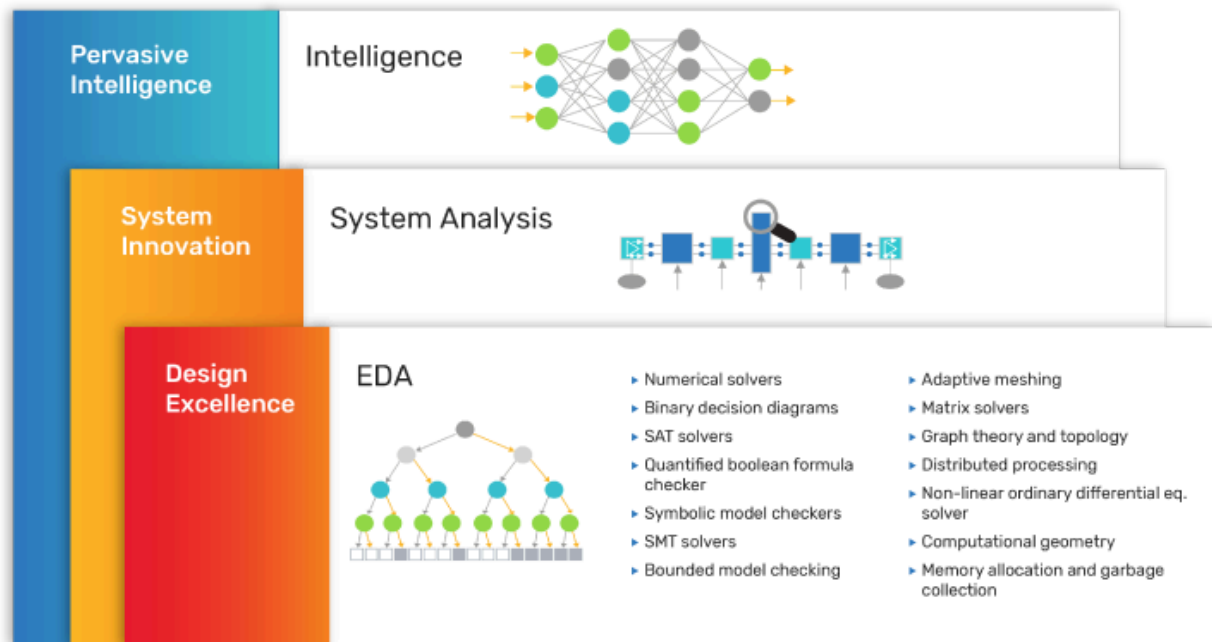 Pervasive
Intelligence
Intelligence
System
Innovation
System Analysis
Design
Excellence
EDA
Numerical solvers
Binary decision diagrams
SAT solvers
Quantified boolean formula
checker
Symbolic model checkers
SMT solvers
Bounded model checking
Adaptive meshing
Matrix solvers
Graph theory and topology
Distributed processing
Non-linear ordinary differential eq.
solver
Computational geometry
Memory allocation and garbage
collection